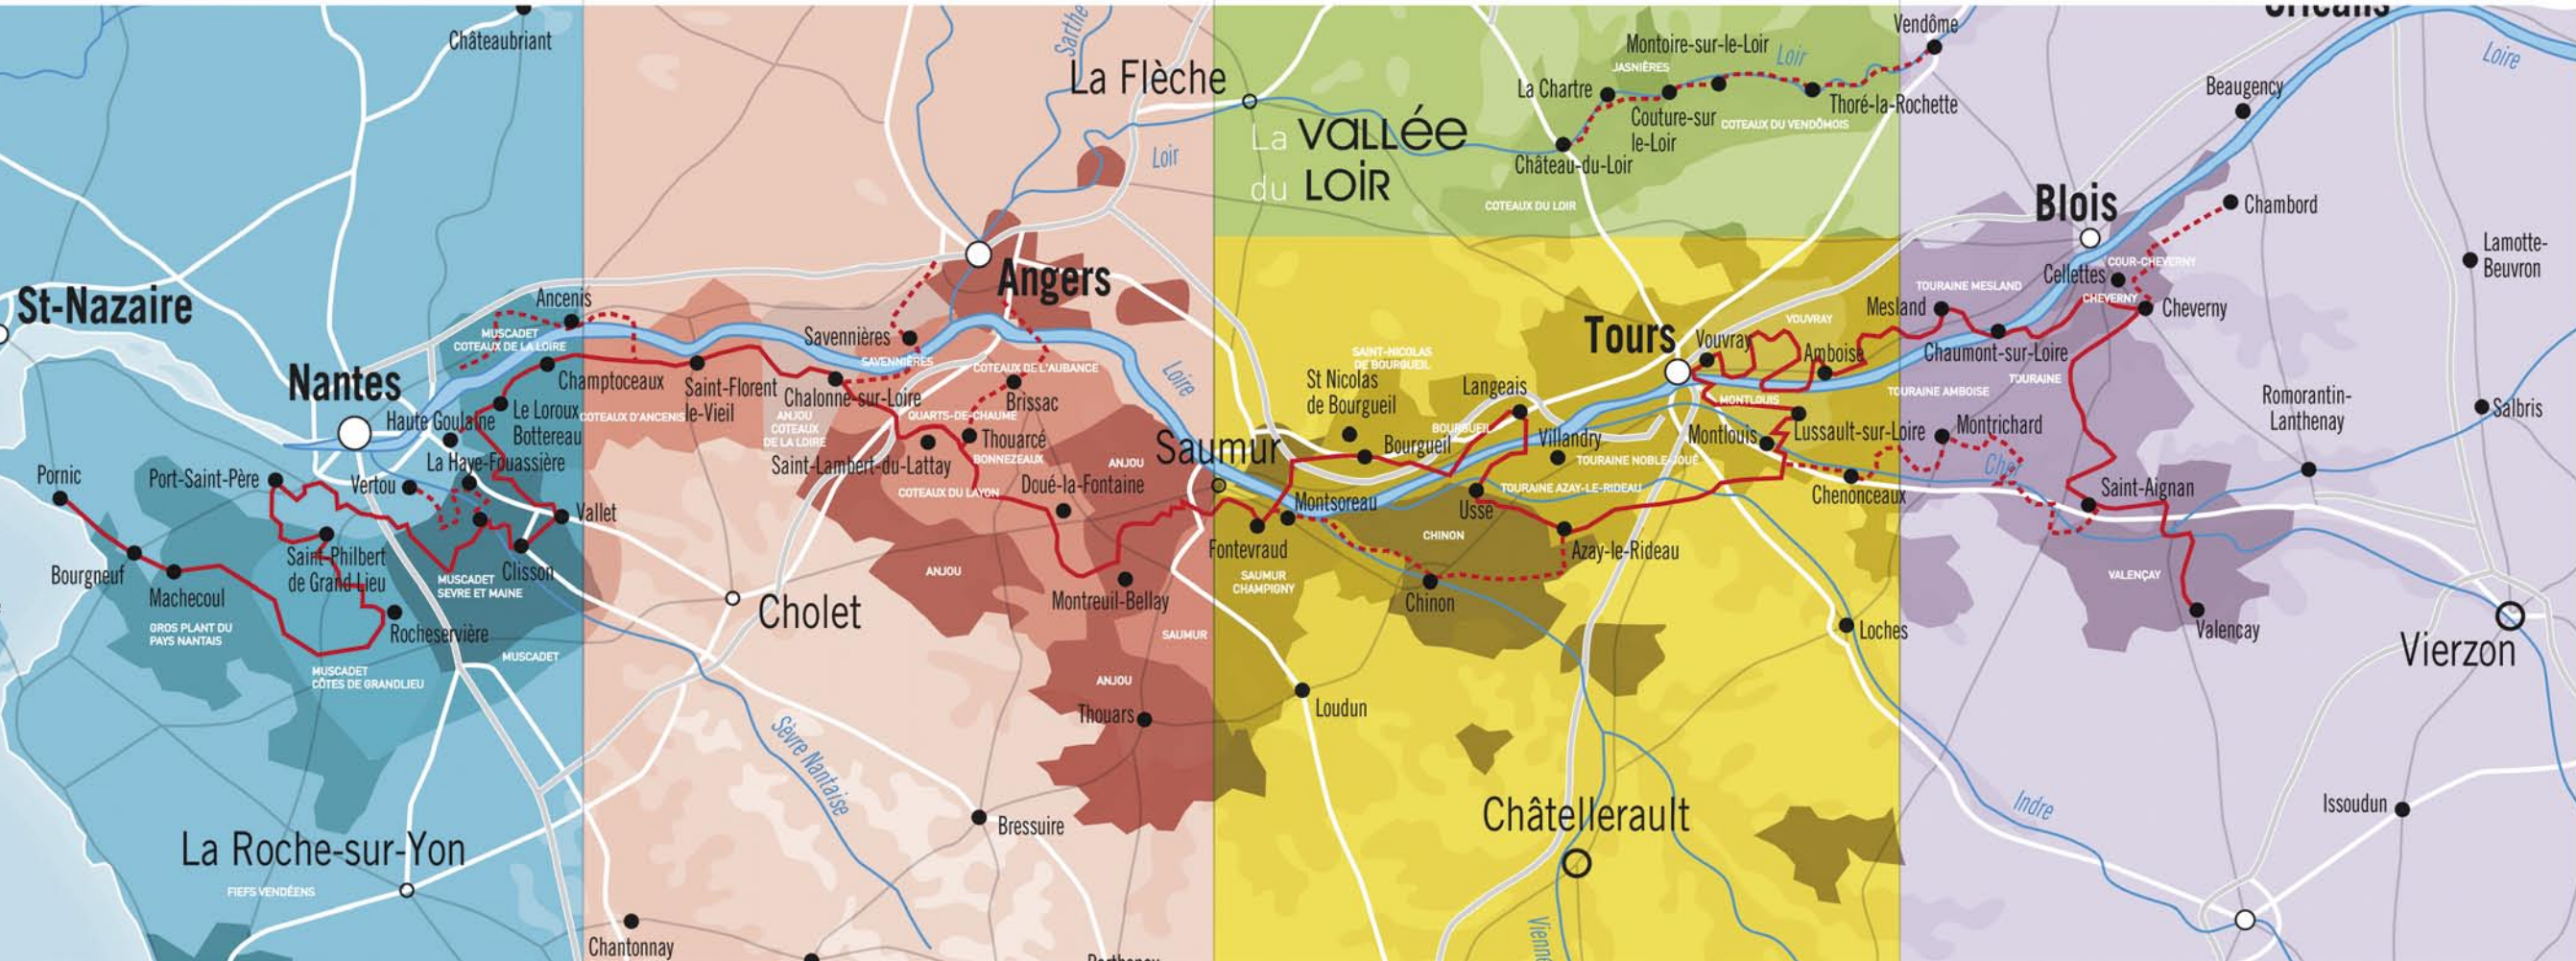 Châteaubriant
St-Nazaire
Ancenis
MUSCADET
COTEAUX DE LA LOIRE
Nantes
Champtoceaux
Haute Goulaine
Le Loroux
Bottereau
La Haye-Fouassière
Pornic
Port-Saint-Père
Vertou
Vallet
Saint-Philbert
de Grand Lieu
Clisson
Bourgneuf
Machecoul
MUSCADET
SEVRE ET MAINE
GROS PLANT DU
PAYS NANTAIS
Rocheservière
MUSCADET
MUSCADET
CÔTES DE GRANDLIEU
La Roche-sur-Yon
FIEFS VENDÉENS
Sarthe
La Flèche
Loir
Angers
Savennières
SAVENNIÈRES
COTEAUX DE L'AUBANCE
Loire
Saint-Florent
le-Vieil
Chalonne-sur-Loire
Brissac
COTEAUX D'ANCENIS
ANJOU
COTEAUX
DE LA LOIRE
QUARTS-DE-CHAUME
Thouarcé
BONNEZEAUX
Saint-Lambert-du-Lattay
ANJOU
Saumur
COTEAUX DU LAYON
Doué-la-Fontaine
ANJOU
Cholet
Montreuil-Bellay
SAUMUR
ANJOU
Thouars
Sèvre Nantaise
Bressuire
Chantonnay
La VALLée
du LOIR
Montoire-sur-le-Loir
JASNIÈRES
Loir
Vendôme
La Chartre
Thoré-la-Rochette
Couture-sur
le-Loir
COTEAUX DU VENDÔMOIS
Château-du-Loir
COTEAUX DU LOIR
Tours
Vouvray
VOUVRAY
Amboise
SAINT-NICOLAS
DE BOURGUEIL
St Nicolas
de Bourgueil
Langeais
MONTLOUIS
BOURGUEIL
Bourgueil
Villandry
Montlouis
Lussault-sur-Loire
TOURAINE NOBLE-JOUÉ
TOURAINE AZAY-LE-RIDEAU
Chenonceaux
Montsoreau
Usse
CHINON
Fontevraud
Azay-le-Rideau
SAUMUR
CHAMPIGNY
Chinon
Loches
Loudun
Châtellerault
Vienne
Orléans
Loire
Beaugency
Blois
Chambord
Lamotte-
Beuvron
COUR-CHEVERNY
Cellettes
TOURAINE MESLAND
CHEVERNY
Mesland
Cheverny
Chaumont-sur-Loire
TOURAINE
TOURAINE AMBOISE
Romorantin-
Lanthenay
Salbris
Montrichard
Cher
Saint-Aignan
VALENÇAY
Valencay
Vierzon
Indre
Issoudun